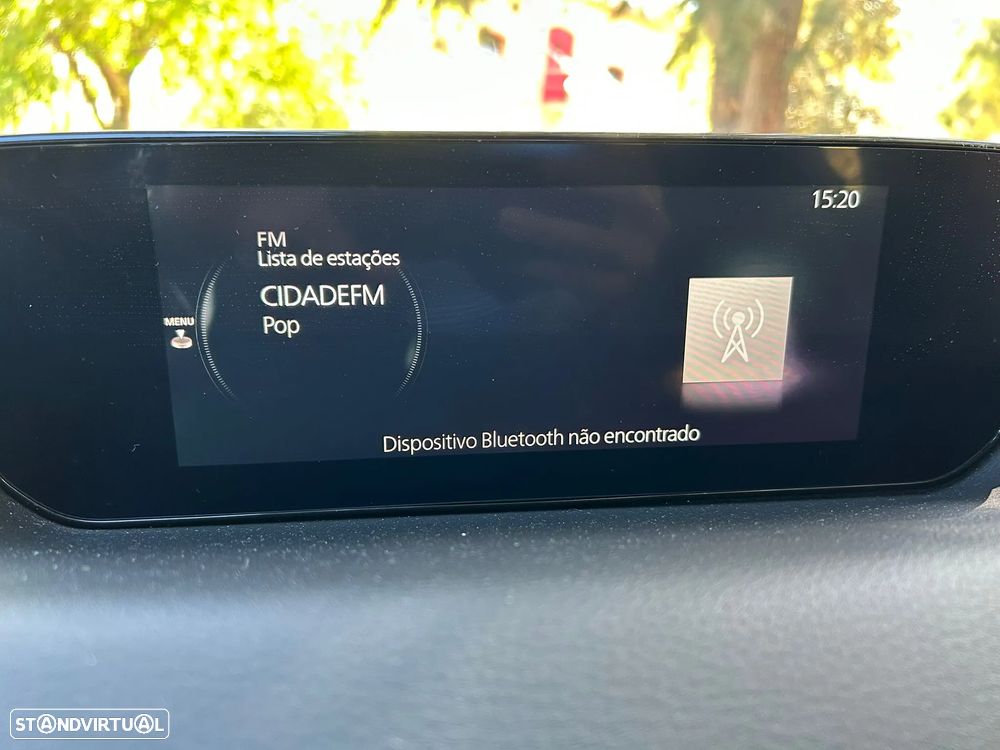 15:20
FM
Lista de estações
CIDADEFM
Pop
MENU
Dispositivo Bluetooth não encontrado
STANDVIRTUAL